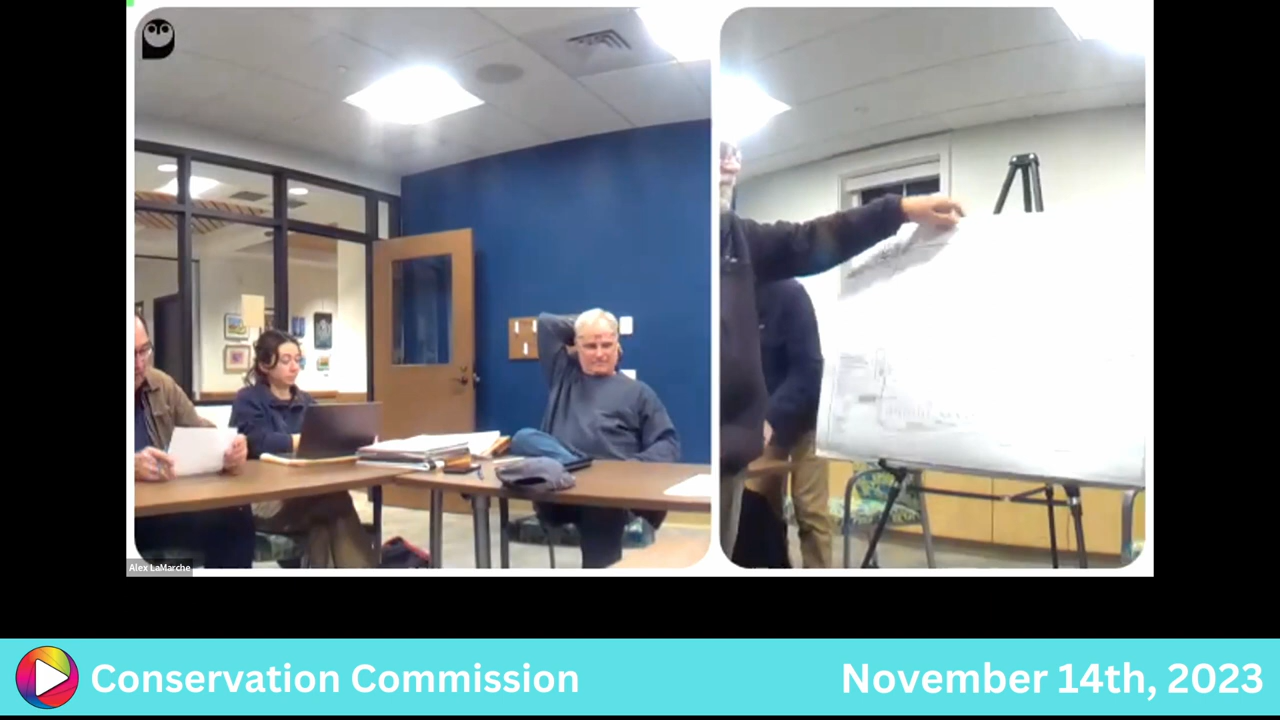 Alex LaMarche
Conservation Commission
November 14th, 2023